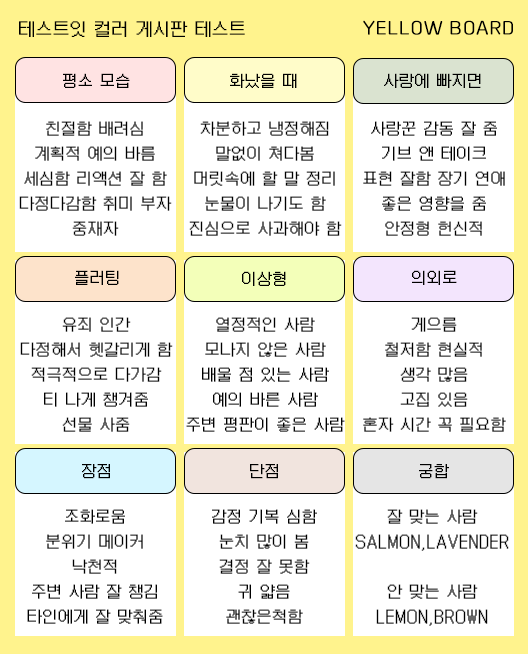 테스트잇 컬러 게시판 테스트
YELLOW BOARD
평소 모습
친절함 배려심
계획적 예의 바름
세심함 리액션 잘 함
다정다감함 취미 부자
중재자
화났을 때
차분하고 냉정해짐
말없이 쳐다봄
머릿속에 할 말 정리
눈물이 나기도 함
진심으로 사과해야 함
사랑에 빠지면
사랑꾼 감동 잘 줌
기브 앤 테이크
표현 잘함 장기 연애
좋은 영향을 줌
안정형 헌신적
플러팅
유죄 인간
다정해서 헷갈리게 함
적극적으로 다가감
티 나게 챙겨줌
선물 사줌
이상형
열정적인 사람
모나지 않은 사람
배울 점 있는 사람
예의 바른 사람
주변 평판이 좋은 사람
의외로
게으름
철저함 현실적
생각 많음
고집 있음
혼자 시간 꼭 필요함
장점
조화로움
분위기 메이커
낙천적
주변 사람 잘 챙김
타인에게 잘 맞춰줌
단점
감정 기복 심함
눈치 많이 봄
결정 잘 못함
귀 얇음
괜찮은척함
궁합
잘 맞는 사람
SALMON,LAVENDER
안 맞는 사람
LEMON,BROWN